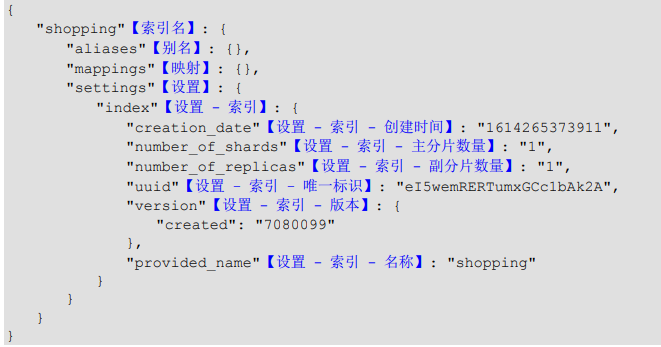 {
"shopping"【索引名】: {
"aliases"【别名】: {},
"mappings"【映射】: {},
"settings"【设置】: {
"index"【设置 - 索引】: {
"creation_date"【设置 - 索引 - 创建时间】: "1614265373911",
"number_of_shards"【设置 - 索引 - 主分片数量】: "1",
"number_of_replicas"【设置 - 索引 - 副分片数量】: "1",
"uuid"【设置 - 索引 - 唯一标识】: "eI5wemRERTumxGCc1bAk2A",
"version"【设置 - 索引 - 版本】: {
"created": "7080099"
},
"provided_name"【设置 - 索引 - 名称】: "shopping"
}
}
}
}